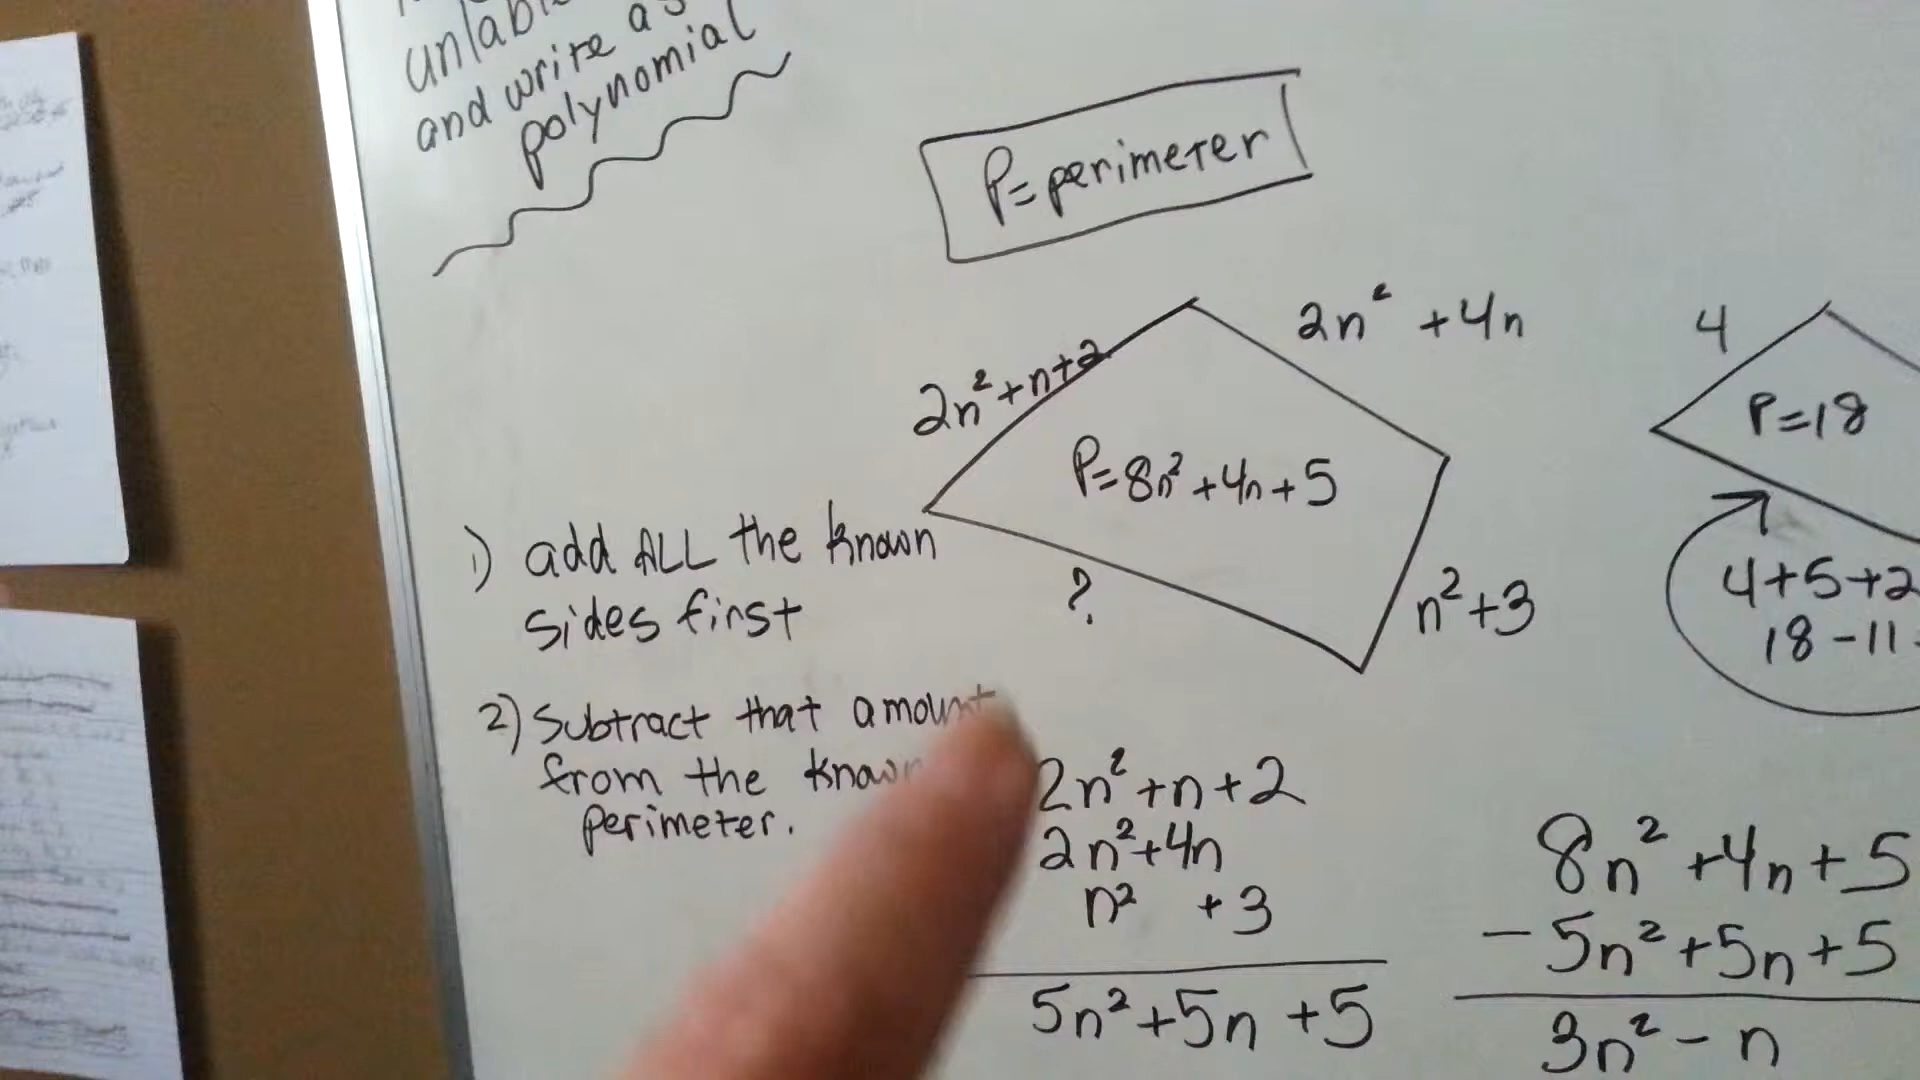 and write as
polynomial
P=perimeter
2n² +4n
2n²+n+2
P=8n²+4n+5
?
n²+3
4
P=18
4+5+2
18-11
1) add ALL the known
sides first
2) Subtract that amount
from the known
perimeter.
2n²+n+2
2n²+4n
n² +3
5n²+5n+5
8n²+4n+5
-5n²+5n+5
3n²-n